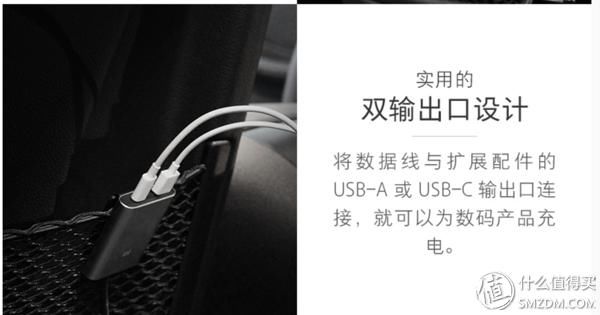 实用的
双输出口设计
将数据线与扩展配件的
USB-A 或 USB-C 输出口连
接，就可以为数码产品充
电。
值 什么值得买
SMZDM.COM